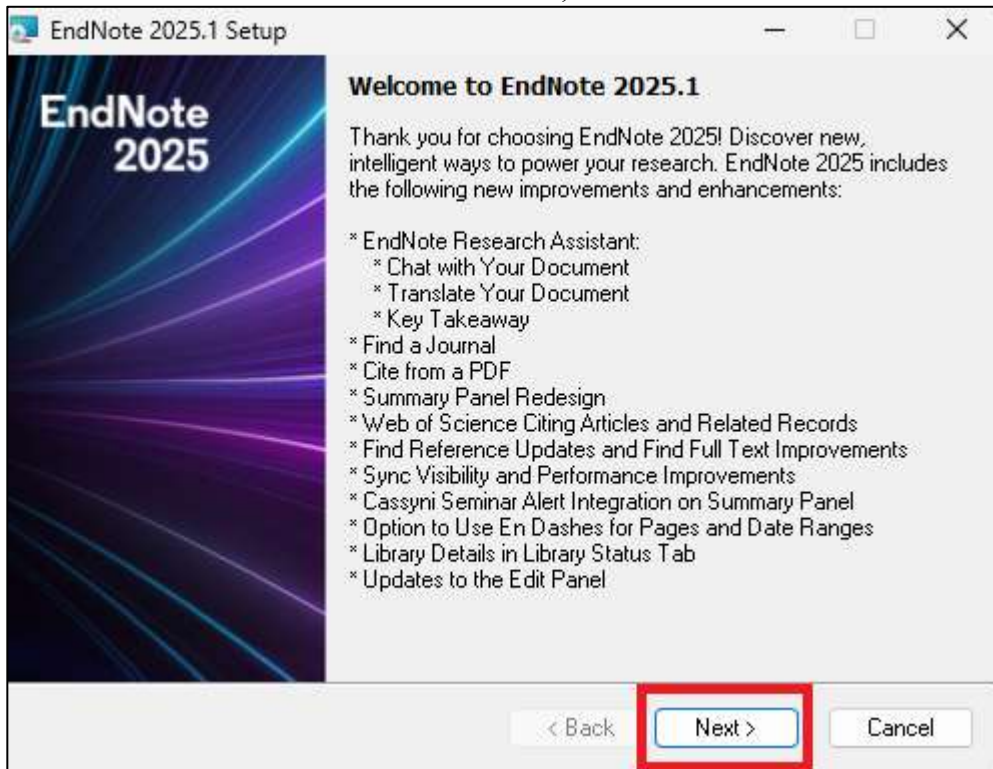 EndNote 2025.1 Setup
EndNote
2025
Welcome to EndNote 2025.1
Thank you for choosing EndNote 2025! Discover new,
intelligent ways to power your research. EndNote 2025 includes
the following new improvements and enhancements:
* EndNote Research Assistant:
* Chat with Your Document
* Translate Your Document
* Key Takeaway
* Find a Journal
* Cite from a PDF
* Summary Panel Redesign
* Web of Science Citing Articles and Related Records
* Find Reference Updates and Find Full Text Improvements
* Sync Visibility and Performance Improvements
* Cassyni Seminar Alert Integration on Summary Panel
* Option to Use En Dashes for Pages and Date Ranges
* Library Details in Library Status Tab
* Updates to the Edit Panel
< Back Next > Cancel